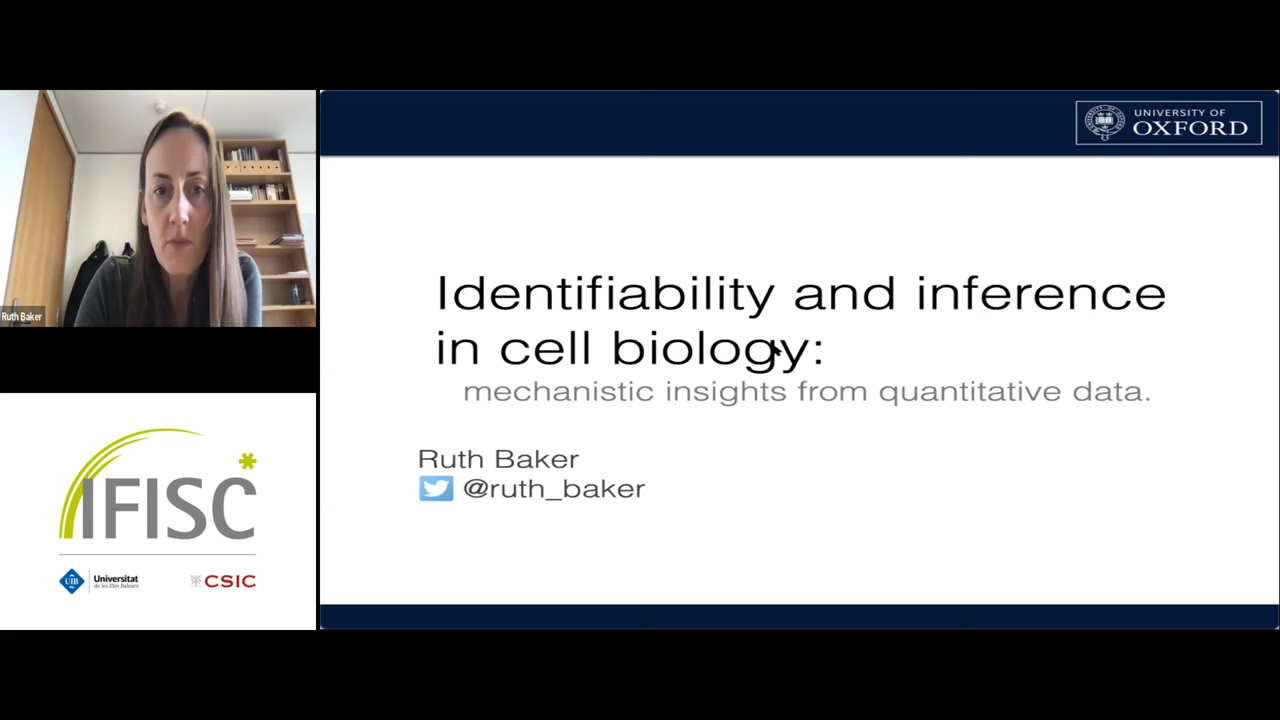 UNIVERSITY OF
OXFORD
Ruth Baker
Identifiability and inference
in cell biology:
mechanistic insights from quantitative data.
Ruth Baker
@ruth_baker
IFISC
UIB
Universitat
de les Illes Balears
CSIC